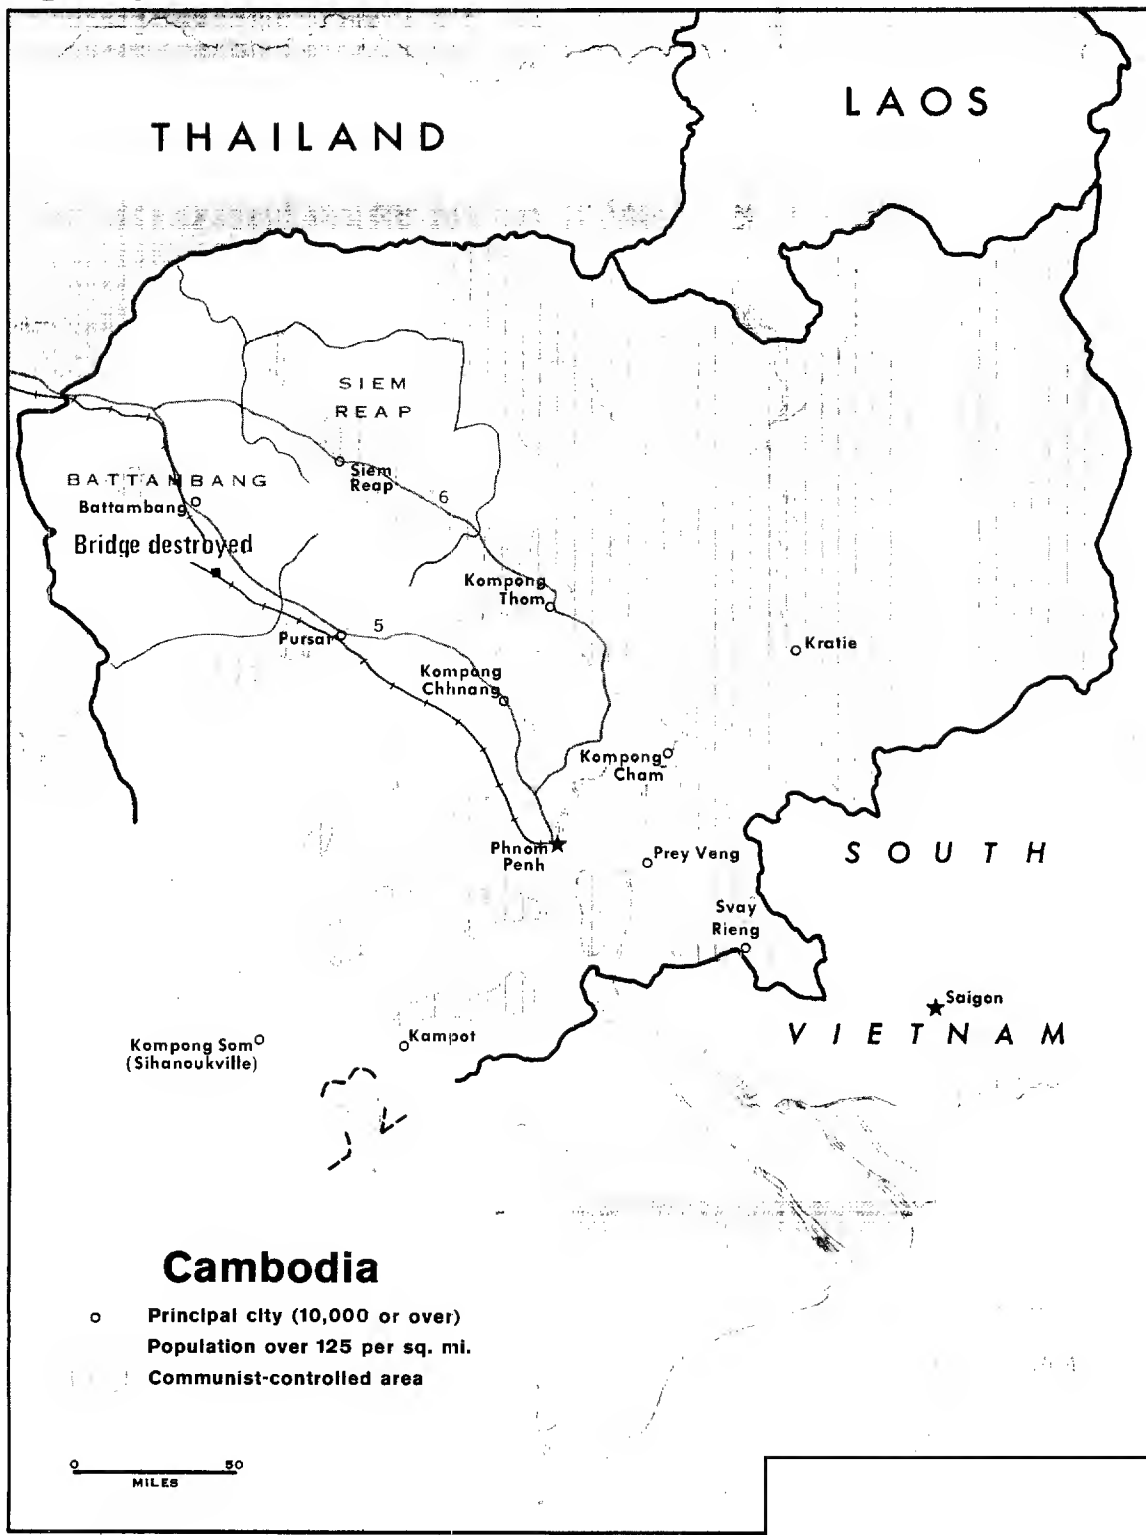 LAOS
THAILAND
SIEM
REAP
Siem
Reap
BATTAMBANG
Battambang
6
Bridge destroyed
Kompong
Thom
5
Pursat
Kratie
Kompong
Chhnang
Kompong
Cham
Phnom
Penh
Prey Veng
SOUTH
Svay
Rieng
Saigon
VIETNAM
Kompong Som
(Sihanoukville)
Kampot
Cambodia
Principal city (10,000 or over)
Population over 125 per sq. mi.
Communist-controlled area
0 50
MILES